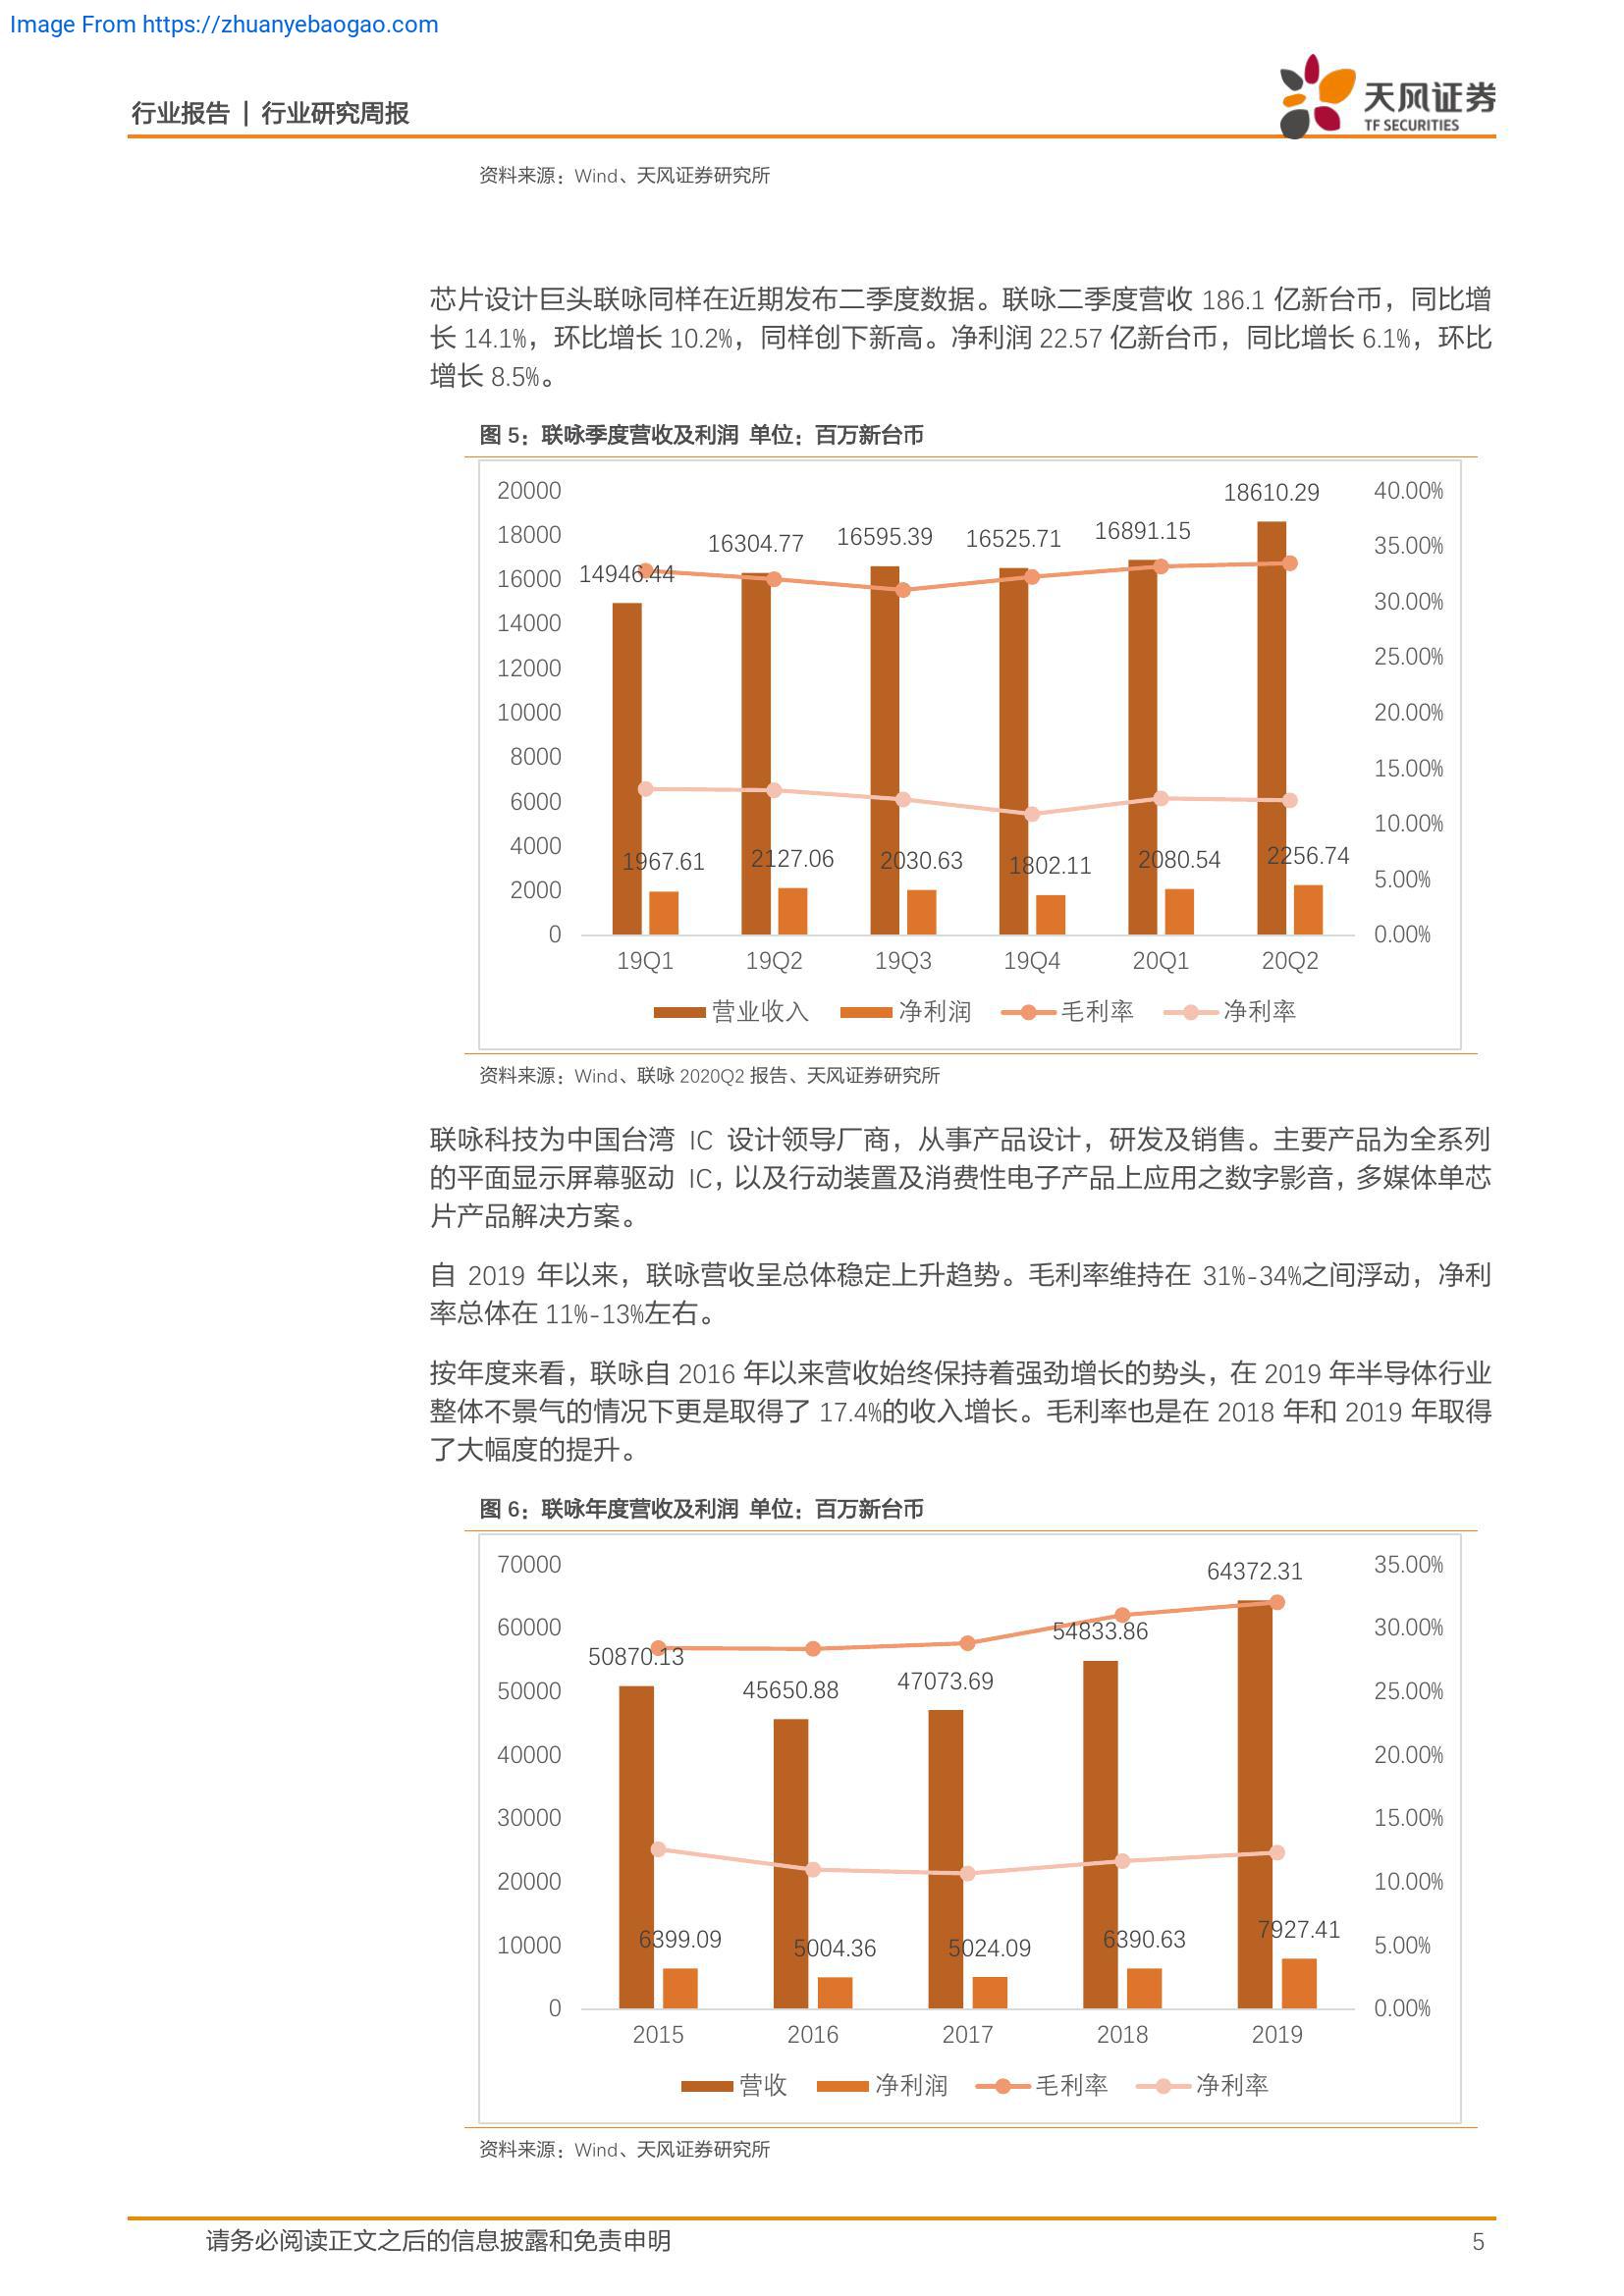 Image From https://zhuanyebaogao.com
行业报告 | 行业研究周报
天风证券
TF SECURITIES
资料来源：Wind、天风证券研究所
芯片设计巨头联咏同样在近期发布二季度数据。联咏二季度营收 186.1 亿新台币，同比增
长 14.1%，环比增长 10.2%，同样创下新高。净利润 22.57 亿新台币，同比增长 6.1%，环比
增长 8.5%。
图 5：联咏季度营收及利润 单位：百万新台币
20000 18610.29 40.00%
18000 16304.77 16595.39 16525.71 16891.15 35.00%
16000 14946.44
14000 30.00%
12000 25.00%
10000 20.00%
8000 15.00%
6000 10.00%
4000 1967.61 2127.06 2030.63 1802.11 2080.54 2256.74
2000 5.00%
0 0.00%
19Q1 19Q2 19Q3 19Q4 20Q1 20Q2
营业收入 净利润 毛利率 净利率
资料来源：Wind、联咏 2020Q2 报告、天风证券研究所
联咏科技为中国台湾 IC 设计领导厂商，从事产品设计，研发及销售。主要产品为全系列
的平面显示屏幕驱动 IC，以及行动装置及消费性电子产品上应用之数字影音，多媒体单芯
片产品解决方案。
自 2019 年以来，联咏营收呈总体稳定上升趋势。毛利率维持在 31%-34%之间浮动，净利
率总体在 11%-13%左右。
按年度来看，联咏自 2016 年以来营收始终保持着强劲增长的势头，在 2019 年半导体行业
整体不景气的情况下更是取得了 17.4%的收入增长。毛利率也是在 2018 年和 2019 年取得
了大幅度的提升。
图 6：联咏年度营收及利润 单位：百万新台币
70000 64372.31 35.00%
60000 54833.86 30.00%
50870.13 45650.88 47073.69
50000 25.00%
40000 20.00%
30000 15.00%
20000 10.00%
10000 6399.09 5004.36 5024.09 6390.63 7927.41 5.00%
0 0.00%
2015 2016 2017 2018 2019
营收 净利润 毛利率 净利率
资料来源：Wind、天风证券研究所
请务必阅读正文之后的信息披露和免责申明 5